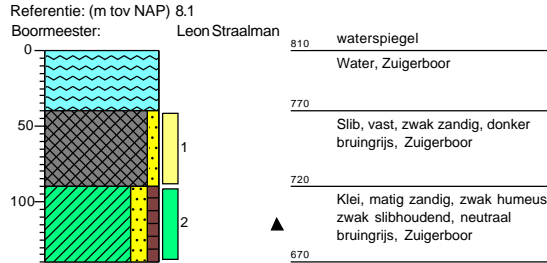 Referentie: (m tov NAP) 8.1
Boormeester: Leon Straalman
0
50
100
1
2
810 waterspiegel
Water, Zuigerboor
770
Slib, vast, zwak zandig, donker
bruingrijs, Zuigerboor
720
Klei, matig zandig, zwak humeus
zwak slibhoudend, neutraal
bruingrijs, Zuigerboor
670